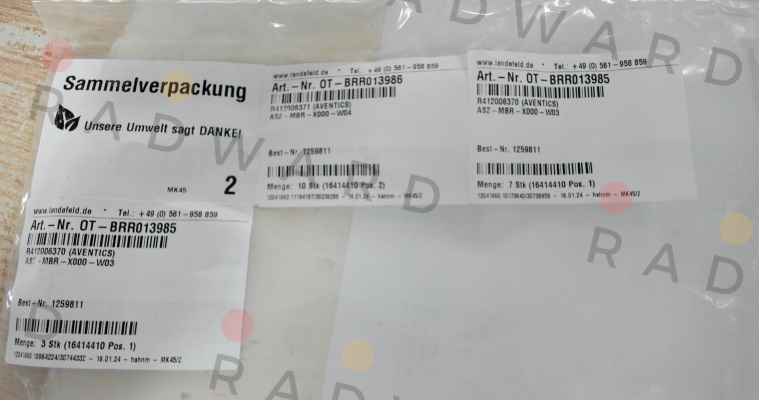 Sammelverpackung
Unsere Umwelt sagt DANKE!
MK45
2
www.landefeld.de * Tel.: +49 (0) 561-958 859
Art.-Nr. OT-BRR013986
R412006371 (AVENTICS)
AS2-MBR-X000-W04
Best-Nr. 1259811
Menge: 10 Stk (16414410 Pos. 2)
www.landefeld.de * Tel.: +49 (0) 561-958 859
Art.-Nr. OT-BRR013985
R412006370 (AVENTICS)
AS2-MBR-X000-W03
Best-Nr. 1259811
Menge: 7 Stk (16414410 Pos. 1)
www.landefeld.de * Tel.: +49 (0) 561-958 859
Art.-Nr. OT-BRR013985
R412006370 (AVENTICS)
AS2-MBR-X000-W03
Best-Nr. 1259811
Menge: 3 Stk (16414410 Pos. 1)
RADWARD
RADWARD
RAD
RADWARD